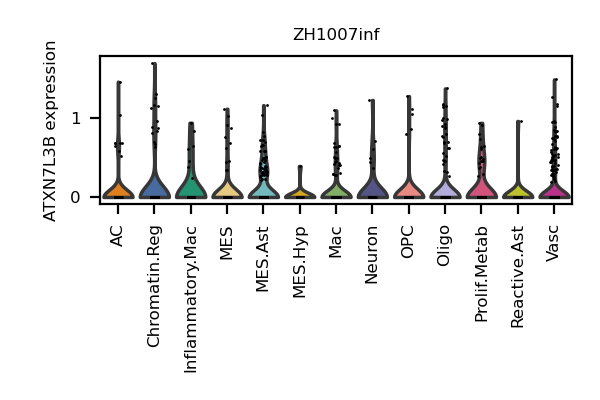 ZH1007inf
ATXN7L3B expression
1
0
AC
Chromatin.Reg
Inflammatory.Mac
MES
MES.Ast
MES.Hyp
Mac
Neuron
OPC
Oligo
Prolif.Metab
Reactive.Ast
Vasc